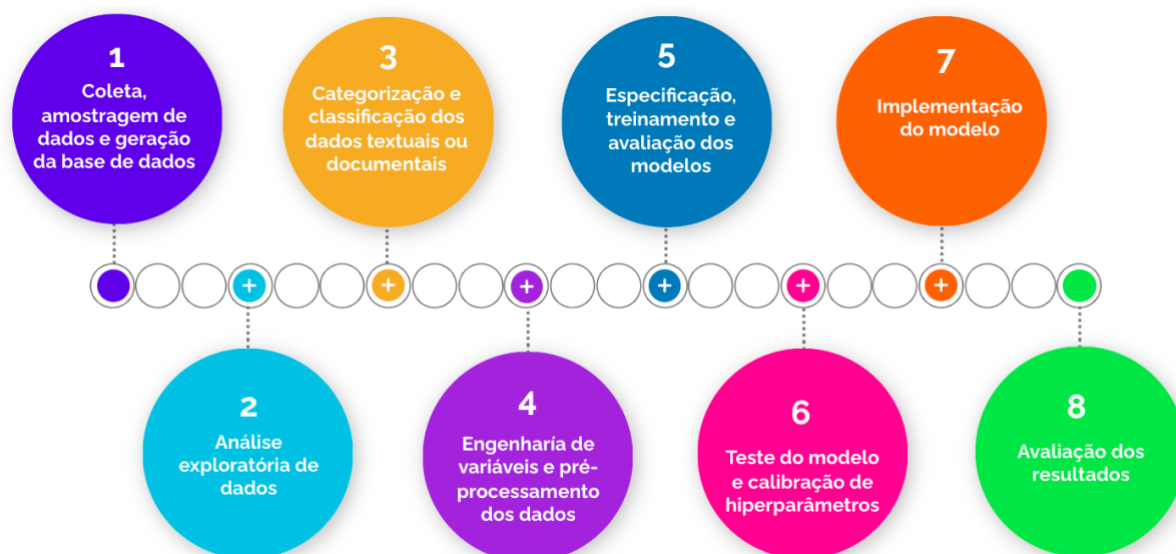 1
Coleta,
amostragem de
dados e geração
da base de dados
2
Análise
exploratória de
dados
3
Categorização e
classificação dos
dados textuais ou
documentais
4
Engenharía de
variáveis e pré-
processamento
dos dados
5
Especificação,
treinamento e
avaliação dos
modelos
6
Teste do modelo
e calibração de
hiperparâmetros
7
Implementação
do modelo
8
Avaliação dos
resultados